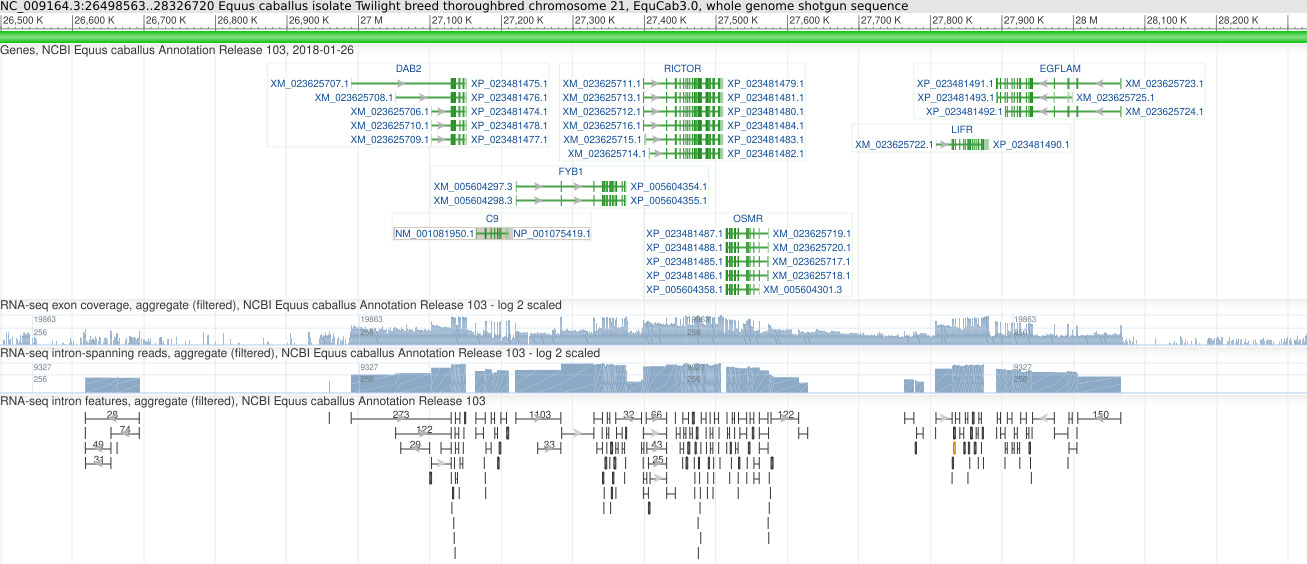 NC_009164.3:26498563..28326720 Equus caballus isolate Twilight breed thoroughbred chromosome 21, EquCab3.0, whole genome shotgun sequence
26,500 K 26,600 K 26,700 K 26,800 K 26,900 K 27 M 27,100 K 27,200 K 27,300 K 27,400 K 27,500 K 27,600 K 27,700 K 27,800 K 27,900 K 28 M 28,100 K 28,200 K
Genes, NCBI Equus caballus Annotation Release 103, 2018-01-26
DAB2 RICTOR EGFLAM
XM_023625707.1 XP_023481475.1 XM_023625711.1 XP_023481479.1 XP_023481491.1 XM_023625723.1
XM_023625708.1 XP_023481476.1 XM_023625713.1 XP_023481481.1 XP_023481493.1 XM_023625725.1
XM_023625706.1 XP_023481474.1 XM_023625712.1 XP_023481480.1 XP_023481492.1 XM_023625724.1
XM_023625710.1 XP_023481478.1 XM_023625716.1 XP_023481484.1 LIFR
XM_023625709.1 XP_023481477.1 XM_023625715.1 XP_023481483.1 XM_023625722.1 XP_023481490.1
XM_023625714.1 XP_023481482.1
FYB1
XM_005604297.3 XP_005604354.1
XM_005604298.3 XP_005604355.1
C9 OSMR
NM_001081950.1 NP_001075419.1 XP_023481487.1 XM_023625719.1
XP_023481488.1 XM_023625720.1
XP_023481485.1 XM_023625717.1
XP_023481486.1 XM_023625718.1
XP_005604358.1 XM_005604301.3
RNA-seq exon coverage, aggregate (filtered), NCBI Equus caballus Annotation Release 103 - log 2 scaled
19863 19863 19863 19863
256 256 256 256
RNA-seq intron-spanning reads, aggregate (filtered), NCBI Equus caballus Annotation Release 103 - log 2 scaled
9327 9327 9327 9327
256 256 256 256
RNA-seq intron features, aggregate (filtered), NCBI Equus caballus Annotation Release 103
28 273 1103 32 66 122 150
74 122
49 29 33 43
31 25